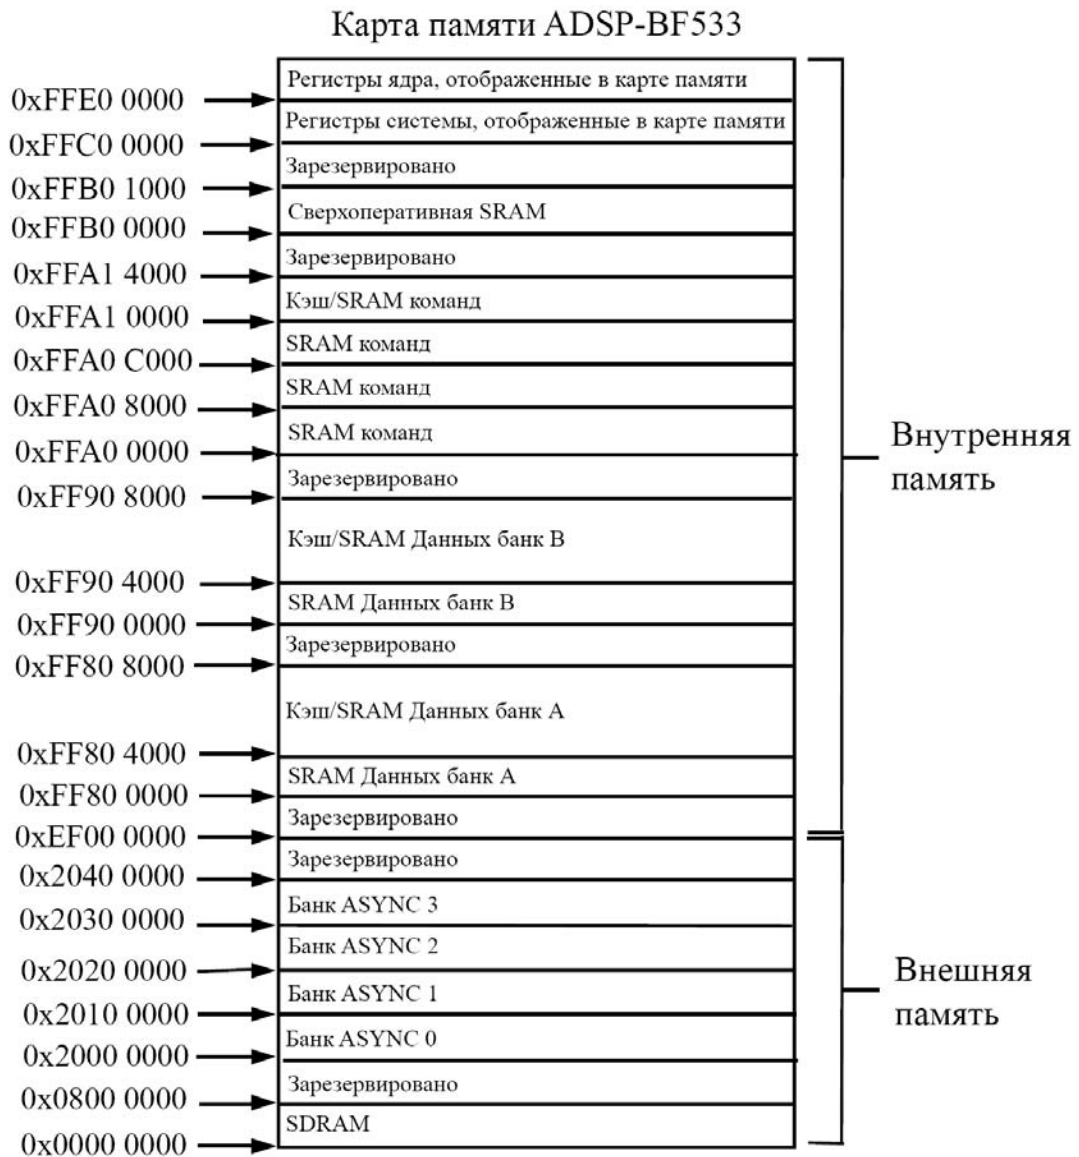 Карта памяти ADSP-BF533
Регистры ядра, отображенные в карте памяти
0xFFE0 0000
Регистры системы, отображенные в карте памяти
0xFFC0 0000
Зарезервировано
0xFFB0 1000
Сверхоперативная SRAM
0xFFB0 0000
Зарезервировано
0xFFA1 4000
Кэш/SRAM команд
0xFFA1 0000
SRAM команд
0xFFA0 C000
SRAM команд
0xFFA0 8000
SRAM команд
0xFFA0 0000
Зарезервировано
0xFF90 8000
Кэш/SRAM Данных банк B
0xFF90 4000
SRAM Данных банк B
0xFF90 0000
Зарезервировано
0xFF80 8000
Кэш/SRAM Данных банк A
0xFF80 4000
SRAM Данных банк A
0xFF80 0000
Зарезервировано
0xEF00 0000
Зарезервировано
0x2040 0000
Банк ASYNC 3
0x2030 0000
Банк ASYNC 2
0x2020 0000
Банк ASYNC 1
0x2010 0000
Банк ASYNC 0
0x2000 0000
Зарезервировано
0x0800 0000
SDRAM
0x0000 0000
Внутренняя
память
Внешняя
память